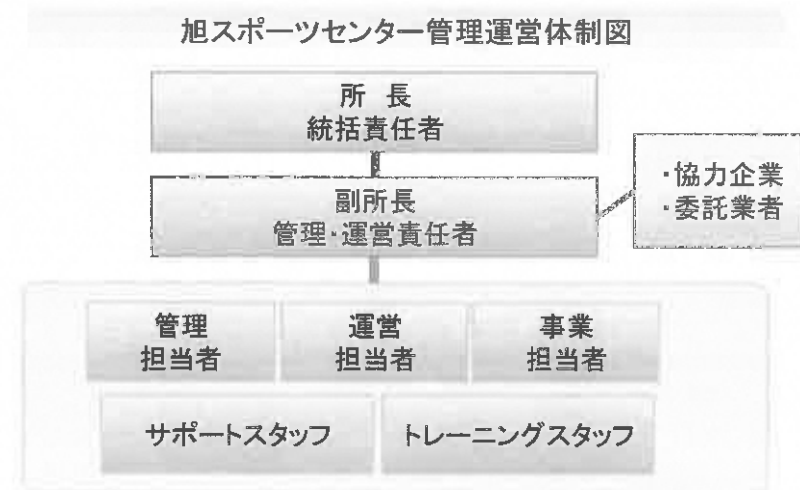 旭スポーツセンター管理運営体制図
所 長
統括責任者
・協力企業
・委託業者
副所長
管理・運営責任者
管理
担当者
運営
担当者
事業
担当者
サポートスタッフ
トレーニングスタッフ